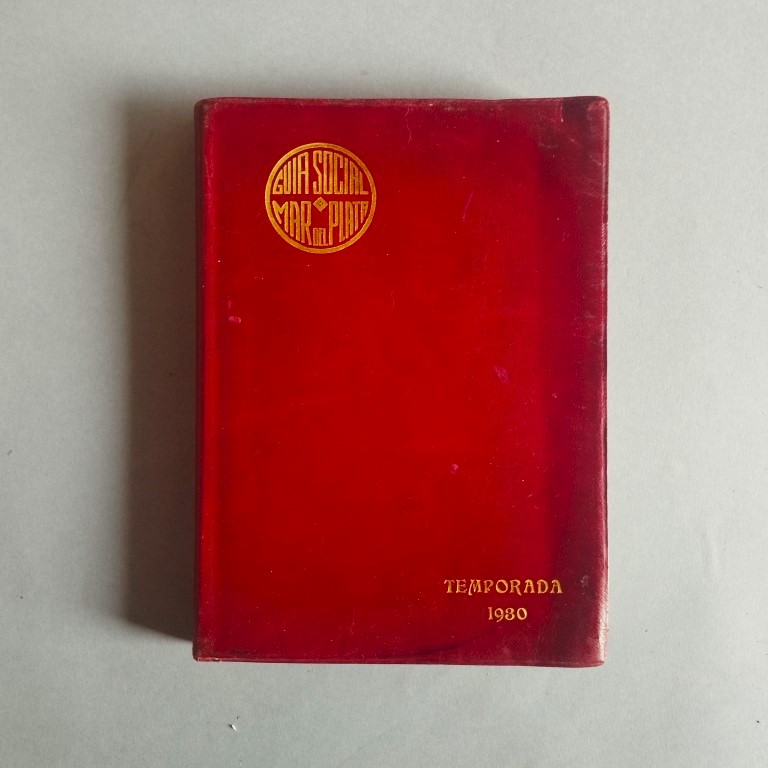 GUIA SOCIAL
MAR DEL PLATA
TEMPORADA
1930